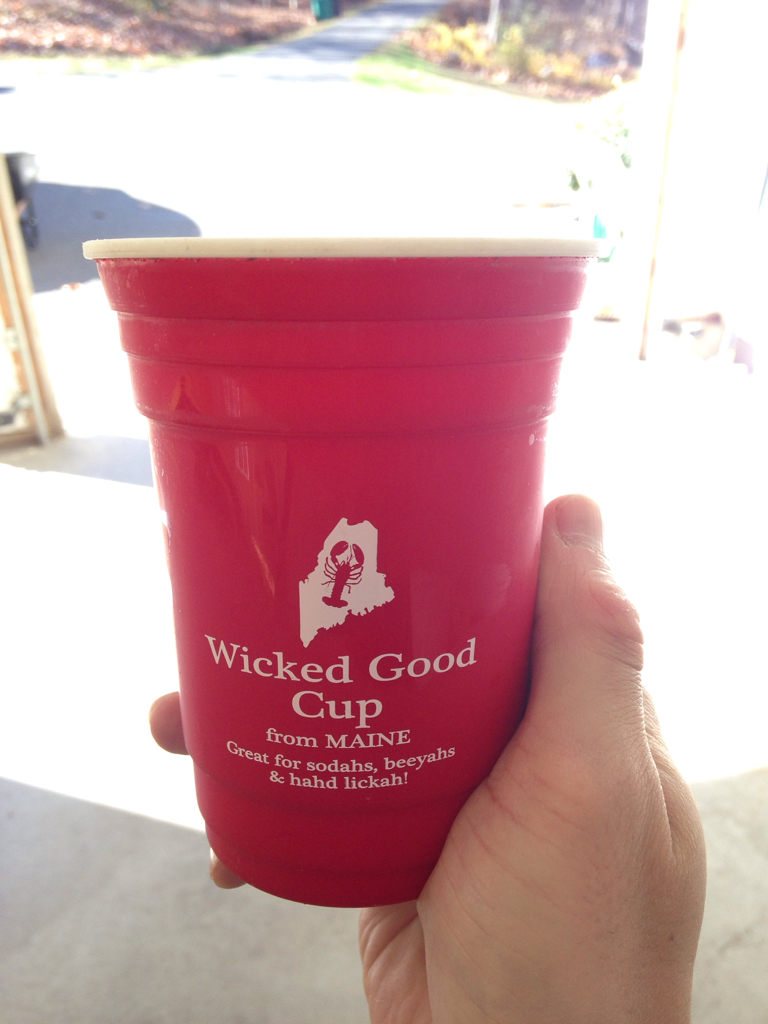 Wicked Good
Cup
from MAINE
Great for sodahs, beeyahs
& hahd lickah!